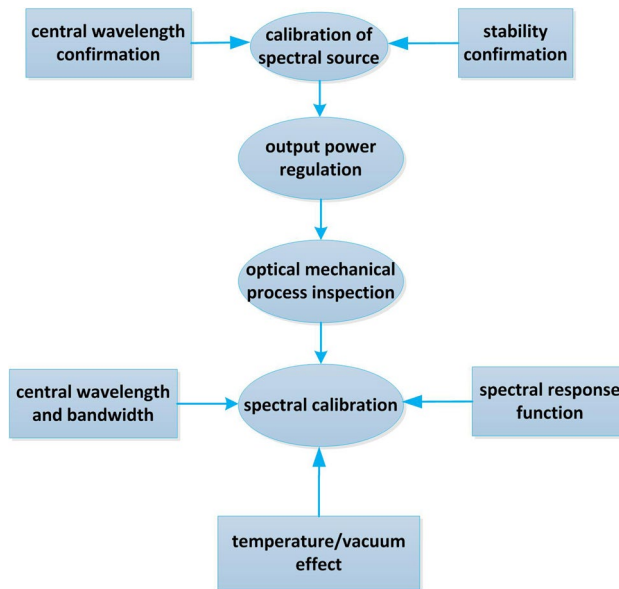 central wavelength
confirmation
calibration of
spectral source
stability
confirmation
output power
regulation
optical mechanical
process inspection
central wavelength
and bandwidth
spectral calibration
spectral response
function
temperature/vacuum
effect